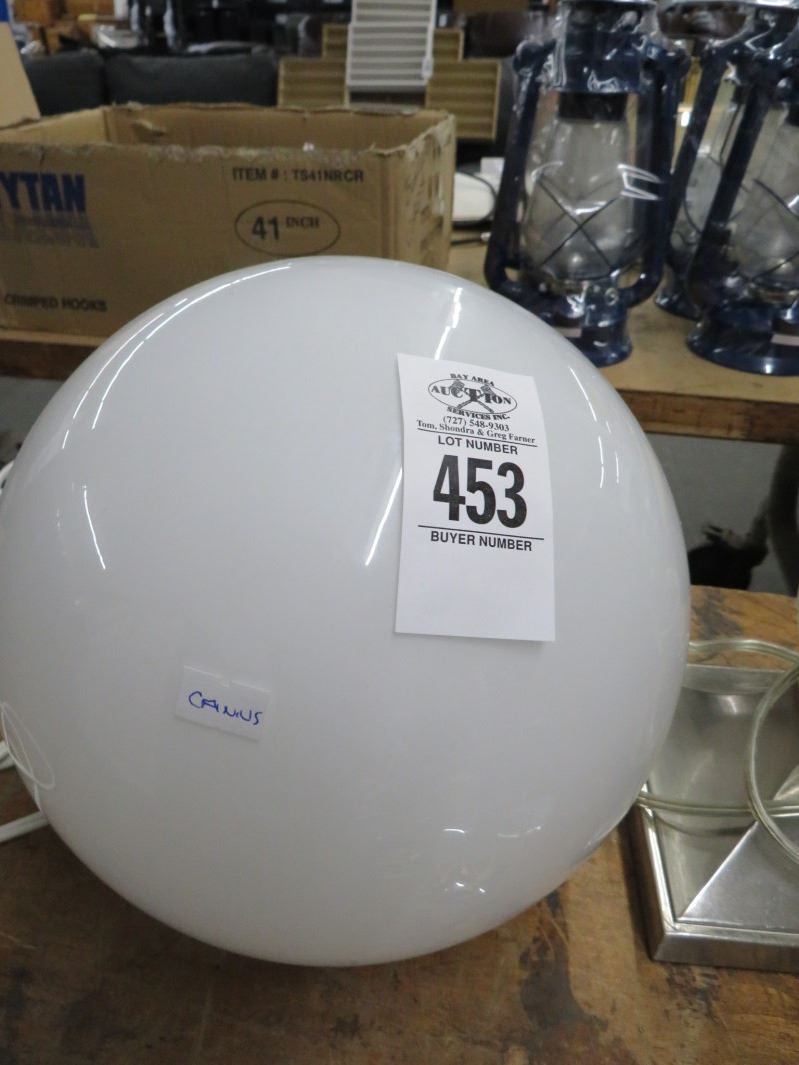 YTAN
ITEM # : TS41NRCR
41 INCH
CRIMPED HOOKS
BAY AREA
AUCTION
SERVICES INC.
(727) 548-9303
Tom, Shondra & Greg Farner
LOT NUMBER
453
BUYER NUMBER